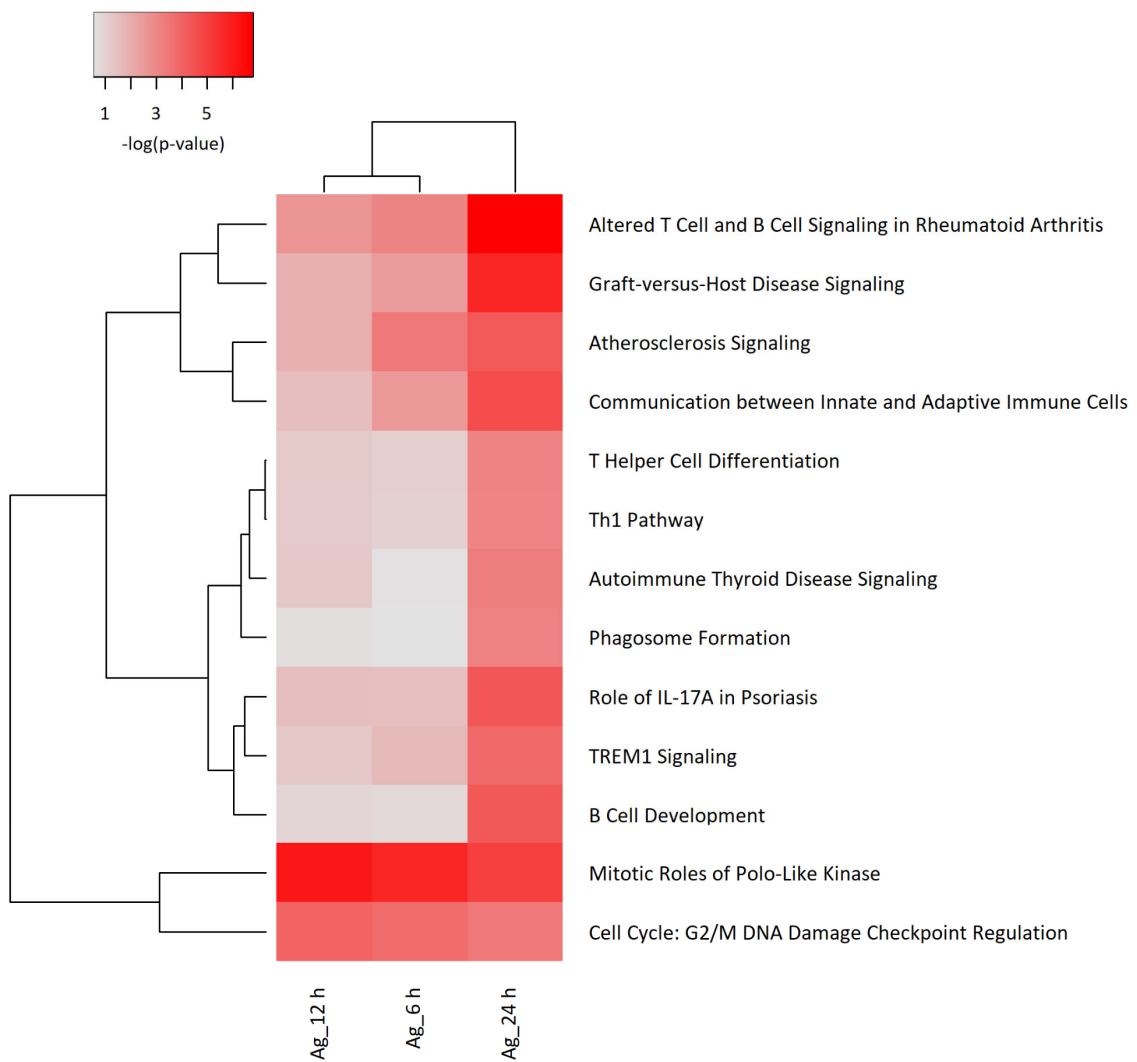 1 3 5
-log(p-value)
Altered T Cell and B Cell Signaling in Rheumatoid Arthritis
Graft-versus-Host Disease Signaling
Atherosclerosis Signaling
Communication between Innate and Adaptive Immune Cells
T Helper Cell Differentiation
Th1 Pathway
Autoimmune Thyroid Disease Signaling
Phagosome Formation
Role of IL-17A in Psoriasis
TREM1 Signaling
B Cell Development
Mitotic Roles of Polo-Like Kinase
Cell Cycle: G2/M DNA Damage Checkpoint Regulation
Ag_12 h
Ag_6 h
Ag_24 h